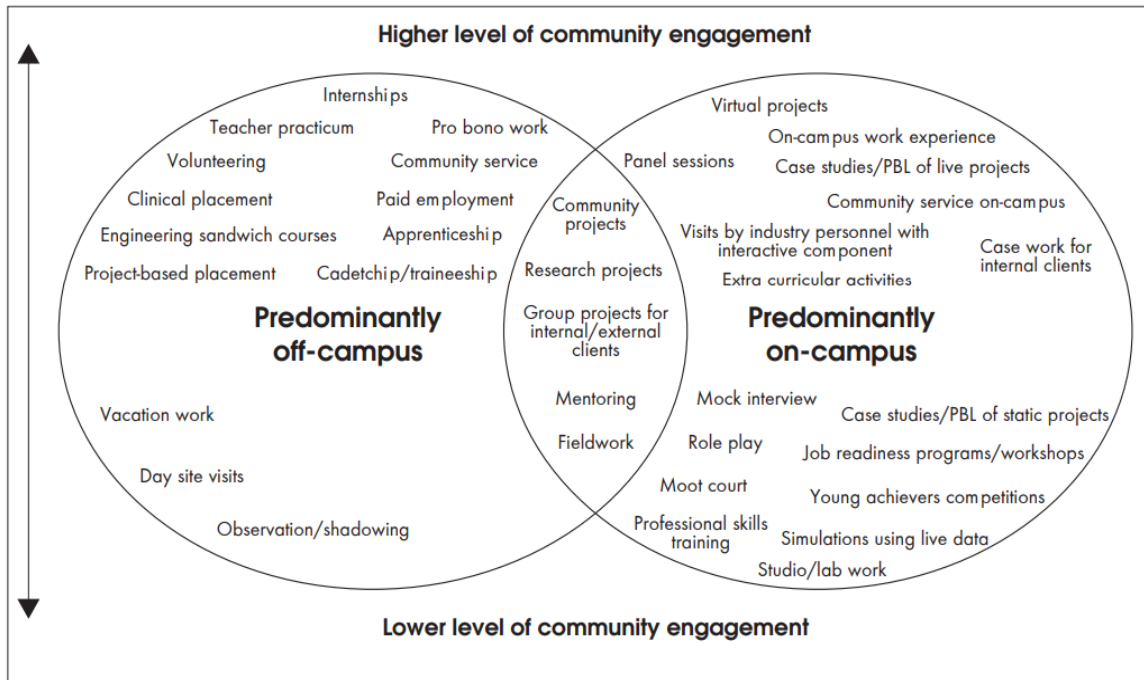 Higher level of community engagement
Internships
Teacher practicum
Pro bono work
Volunteering
Community service
Clinical placement
Paid employment
Engineering sandwich courses
Apprenticeship
Project-based placement
Cadetchip/traineeship
Predominantly
off-campus
Vacation work
Day site visits
Observation/shadowing
Community
projects
Research projects
Group projects for
internal/external
clients
Mentoring
Fieldwork
Virtual projects
On-campus work experience
Panel sessions
Case studies/PBL of live projects
Community service on-campus
Visits by industry personnel with
interactive component
Case work for
internal clients
Extra curricular activities
Predominantly
on-campus
Mock interview
Case studies/PBL of static projects
Role play
Job readiness programs/workshops
Moot court
Young achievers competitions
Professional skills
training
Simulations using live data
Studio/lab work
Lower level of community engagement